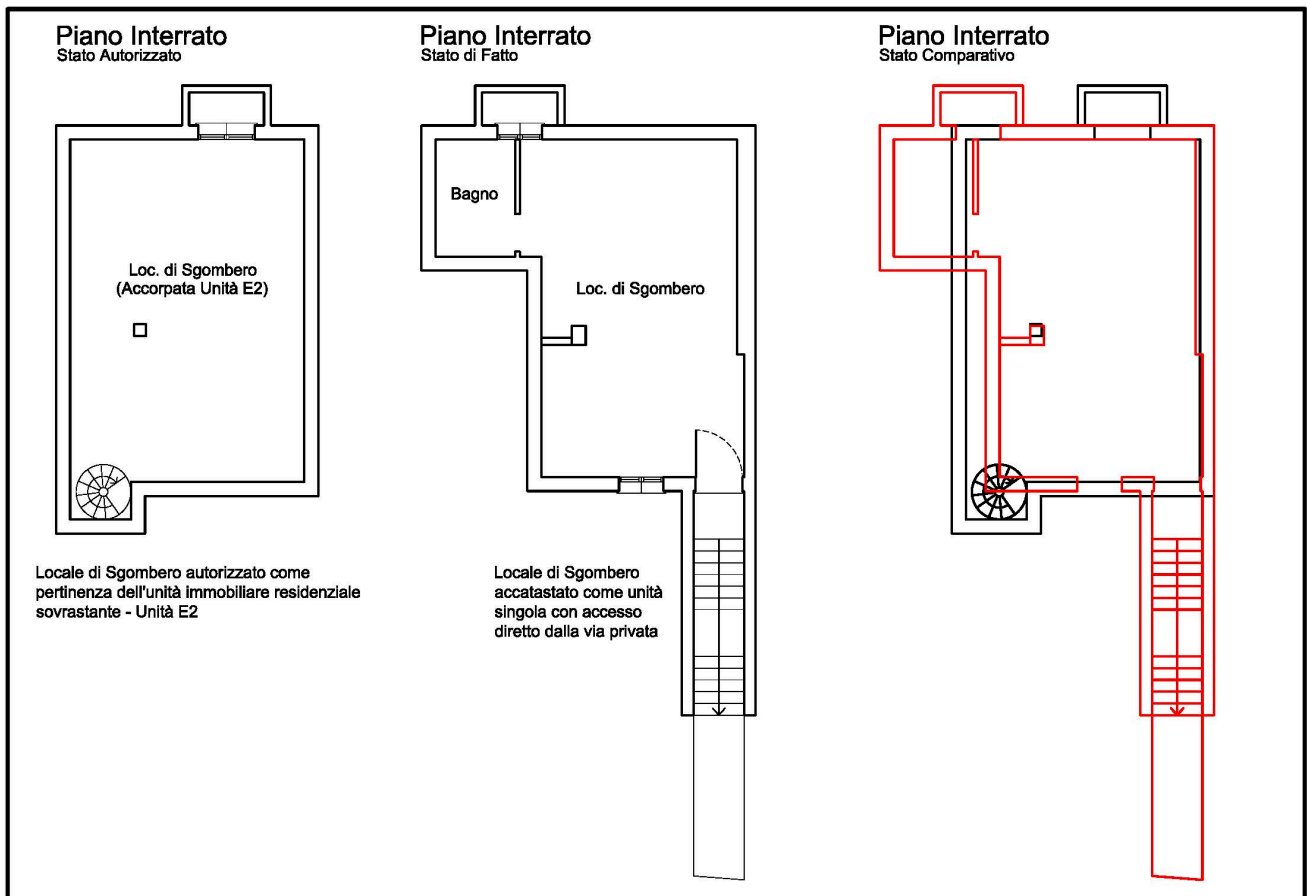 Piano Interrato
Stato Autorizzato
Loc. di Sgombero
(Accorpata Unità E2)
Locale di Sgombero autorizzato come
pertinenza dell'unità immobiliare residenziale
sovrastante - Unità E2
Piano Interrato
Stato di Fatto
Bagno
Loc. di Sgombero
Locale di Sgombero
accatastato come unità
singola con accesso
diretto dalla via privata
Piano Interrato
Stato Comparativo